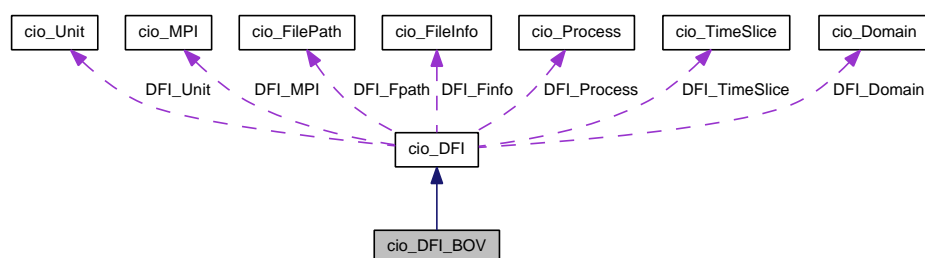 cio_Unit
cio_MPI
cio_FilePath
cio_FileInfo
cio_Process
cio_TimeSlice
cio_Domain
DFI_Unit
DFI_MPI
DFI_Fpath
DFI_Finfo
DFI_Process
DFI_TimeSlice
DFI_Domain
cio_DFI
cio_DFI_BOV